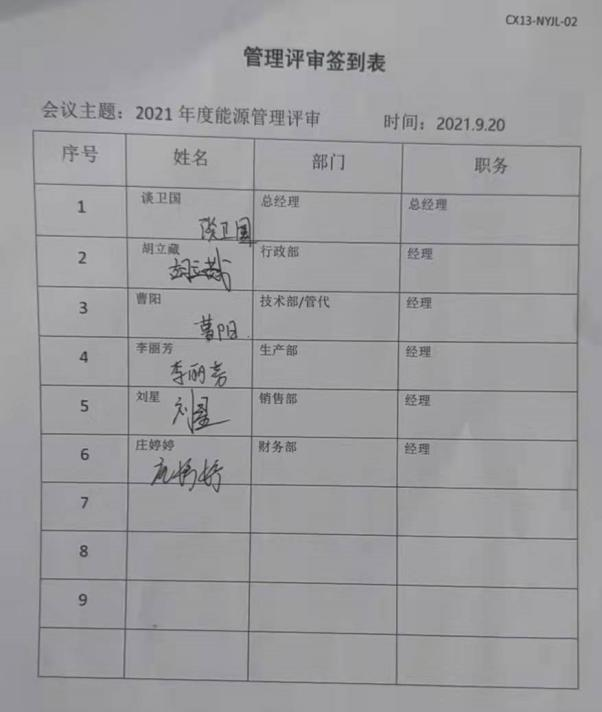 CX13-NYJL-02
管理评审签到表
会议主题：2021 年度能源管理评审 时间：2021.9.20
序号 姓名 部门 职务
1 谈卫国 总经理 总经理
谈卫国
2 胡立藏 行政部 经理
胡立藏
3 曹阳 技术部/管代 经理
曹阳
4 李丽芳 生产部 经理
李丽芳
5 刘星 销售部 经理
刘星
6 庄婷婷 财务部 经理
庄婷婷
7
8
9